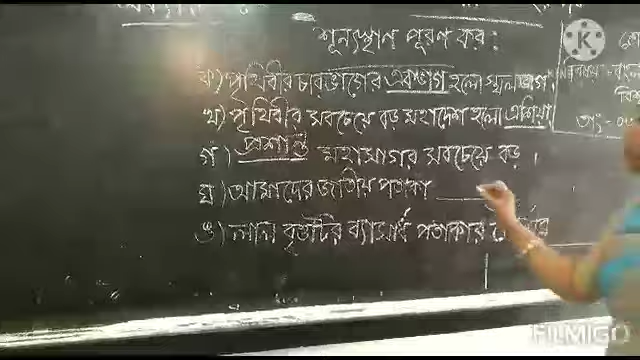 শূন্যস্থান পূরণ কর :
ক) পৃথিবীর চারভাগের একভাগ হলো স্থল ভাগ।
খ) পৃথিবীর সবচেয়ে বড় মহাদেশ হলো এশিয়া
গ) প্রশান্ত মহাসাগর সবচেয়ে বড় ।
ঘ) আমাদের জাতীয় পতাকা
ঙ) লাল বৃত্তটির ব্যাসার্ধ পতাকার
K
FILMIGO